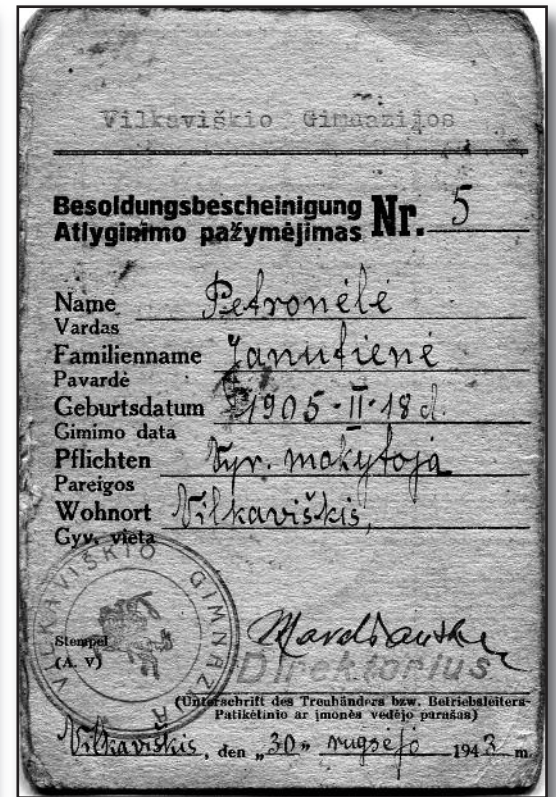 Vilkaviškio Gimnazijos
Besoldungsbescheinigung Nr. 5
Atlyginimo pažymėjimas
Name Petronėlė
Vardas
Familienname Janutienė
Pavardė
Geburtsdatum 1905-II-18 d.
Gimimo data
Pflichten Vyr. mokytoja
Pareigos
Wohnort Vilkaviškis,
Gyv. vieta
VILKAVIŠKIO GIMNAZIJA
Stempel
(A. V)
Direktorius
(Unterschrift des Treuhänders bzw. Betriebsleiters-
Patikėtinio ar įmonės vedėjo parašas)
Vilkaviškis, den „30" rugsėjo 1943 m.